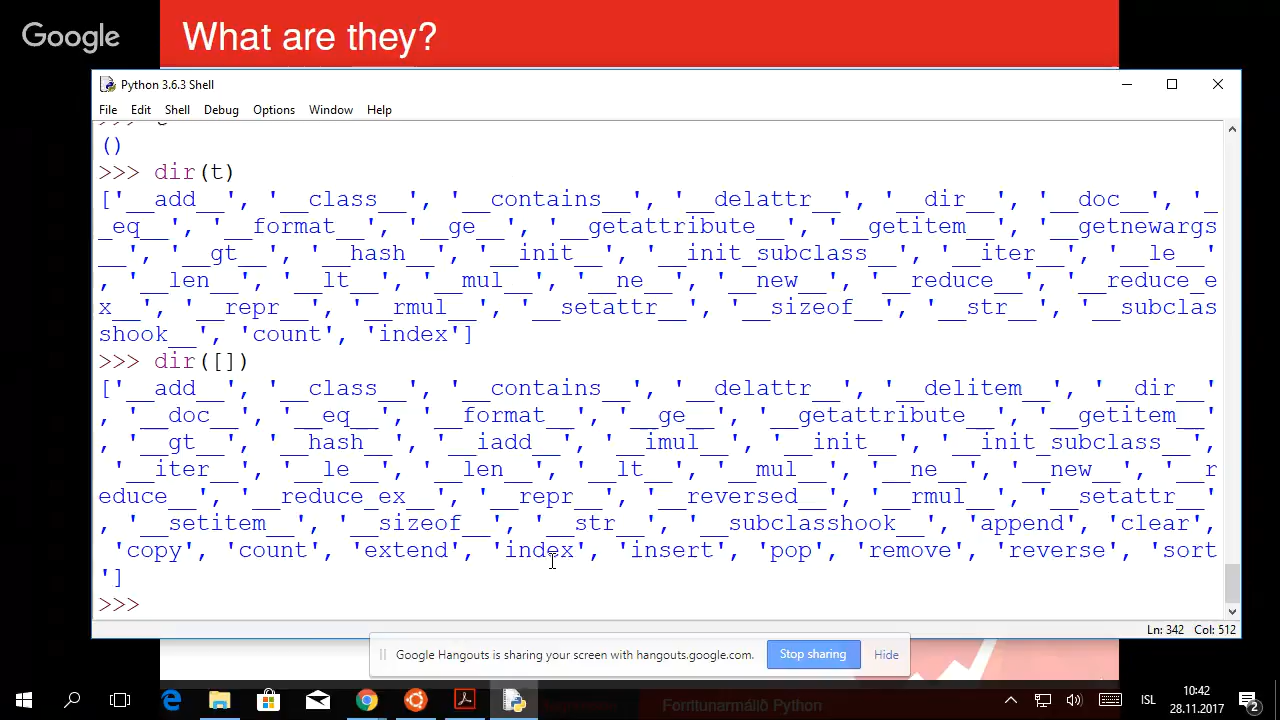 Google
What are they?
Python 3.6.3 Shell
File Edit Shell Debug Options Window Help
()
>>> dir(t)
['__add__', '__class__', '__contains__', '__delattr__', '__dir__', '__doc__', '_
_eq__', '__format__', '__ge__', '__getattribute__', '__getitem__', '__getnewargs
__', '__gt__', '__hash__', '__init__', '__init_subclass__', '__iter__', '__le__'
, '__len__', '__lt__', '__mul__', '__ne__', '__new__', '__reduce__', '__reduce_e
x__', '__repr__', '__rmul__', '__setattr__', '__sizeof__', '__str__', '__subclas
shook__', 'count', 'index']
>>> dir([])
['__add__', '__class__', '__contains__', '__delattr__', '__delitem__', '__dir__'
, '__doc__', '__eq__', '__format__', '__ge__', '__getattribute__', '__getitem__'
, '__gt__', '__hash__', '__iadd__', '__imul__', '__init__', '__init_subclass__',
'__iter__', '__le__', '__len__', '__lt__', '__mul__', '__ne__', '__new__', '__r
educe__', '__reduce_ex__', '__repr__', '__reversed__', '__rmul__', '__setattr__'
, '__setitem__', '__sizeof__', '__str__', '__subclasshook__', 'append', 'clear',
'copy', 'count', 'extend', 'index', 'insert', 'pop', 'remove', 'reverse', 'sort
']
>>>
Ln: 342 Col: 512
Google Hangouts is sharing your screen with hangouts.google.com. Stop sharing Hide
Forritunarmálið Python
ISL
10:42
28.11.2017
2